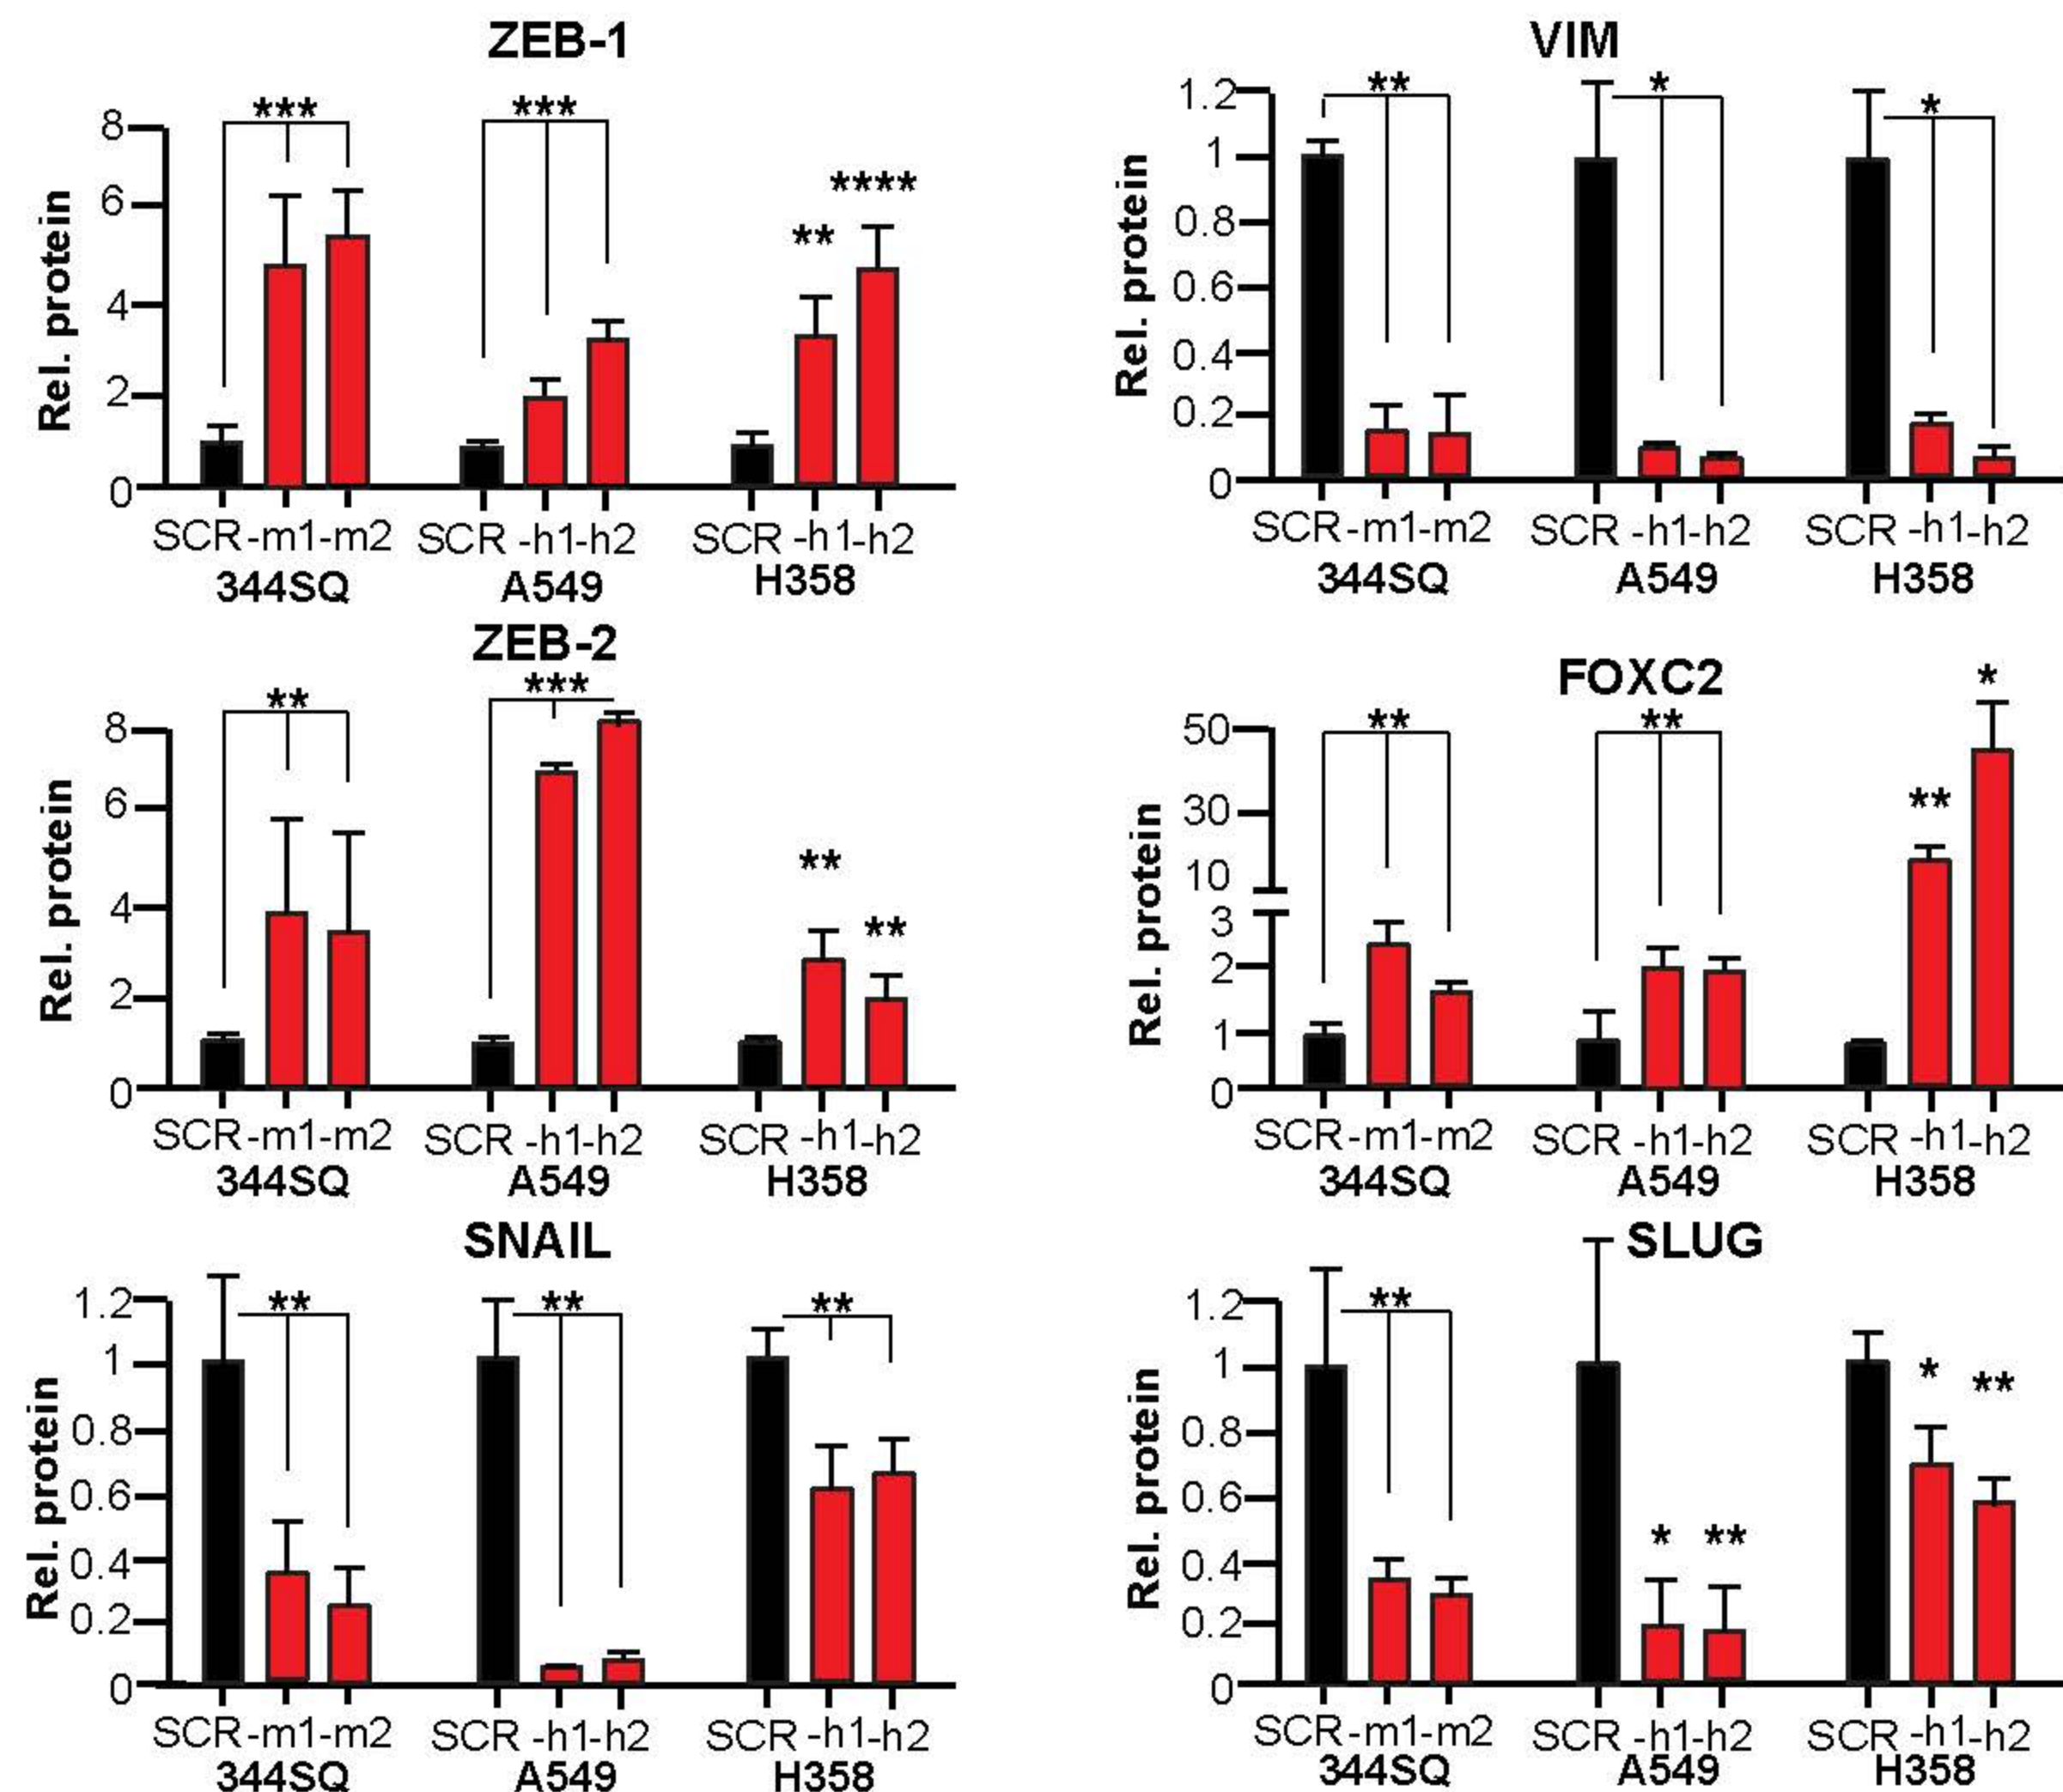 ZEB-1
***
***
**
****
Rel. protein
8
6
4
2
0
SCR -m1 -m2 SCR -h1 -h2 SCR -h1 -h2
344SQ A549 H358
VIM
**
*
*
Rel. protein
1.2
1
0.8
0.6
0.4
0.2
0
SCR -m1 -m2 SCR -h1 -h2 SCR -h1 -h2
344SQ A549 H358
ZEB-2
**
***
**
**
Rel. protein
8
6
4
2
0
SCR -m1 -m2 SCR -h1 -h2 SCR -h1 -h2
344SQ A549 H358
FOXC2
**
**
**
*
Rel. protein
50
30
10
3
2
1
0
SCR -m1 -m2 SCR -h1 -h2 SCR -h1 -h2
344SQ A549 H358
SNAIL
**
**
**
Rel. protein
1.2
1
0.8
0.6
0.4
0.2
0
SCR -m1 -m2 SCR -h1 -h2 SCR -h1 -h2
344SQ A549 H358
SLUG
**
*
**
*
**
Rel. protein
1.2
1
0.8
0.6
0.4
0.2
0
SCR -m1 -m2 SCR -h1 -h2 SCR -h1 -h2
344SQ A549 H358